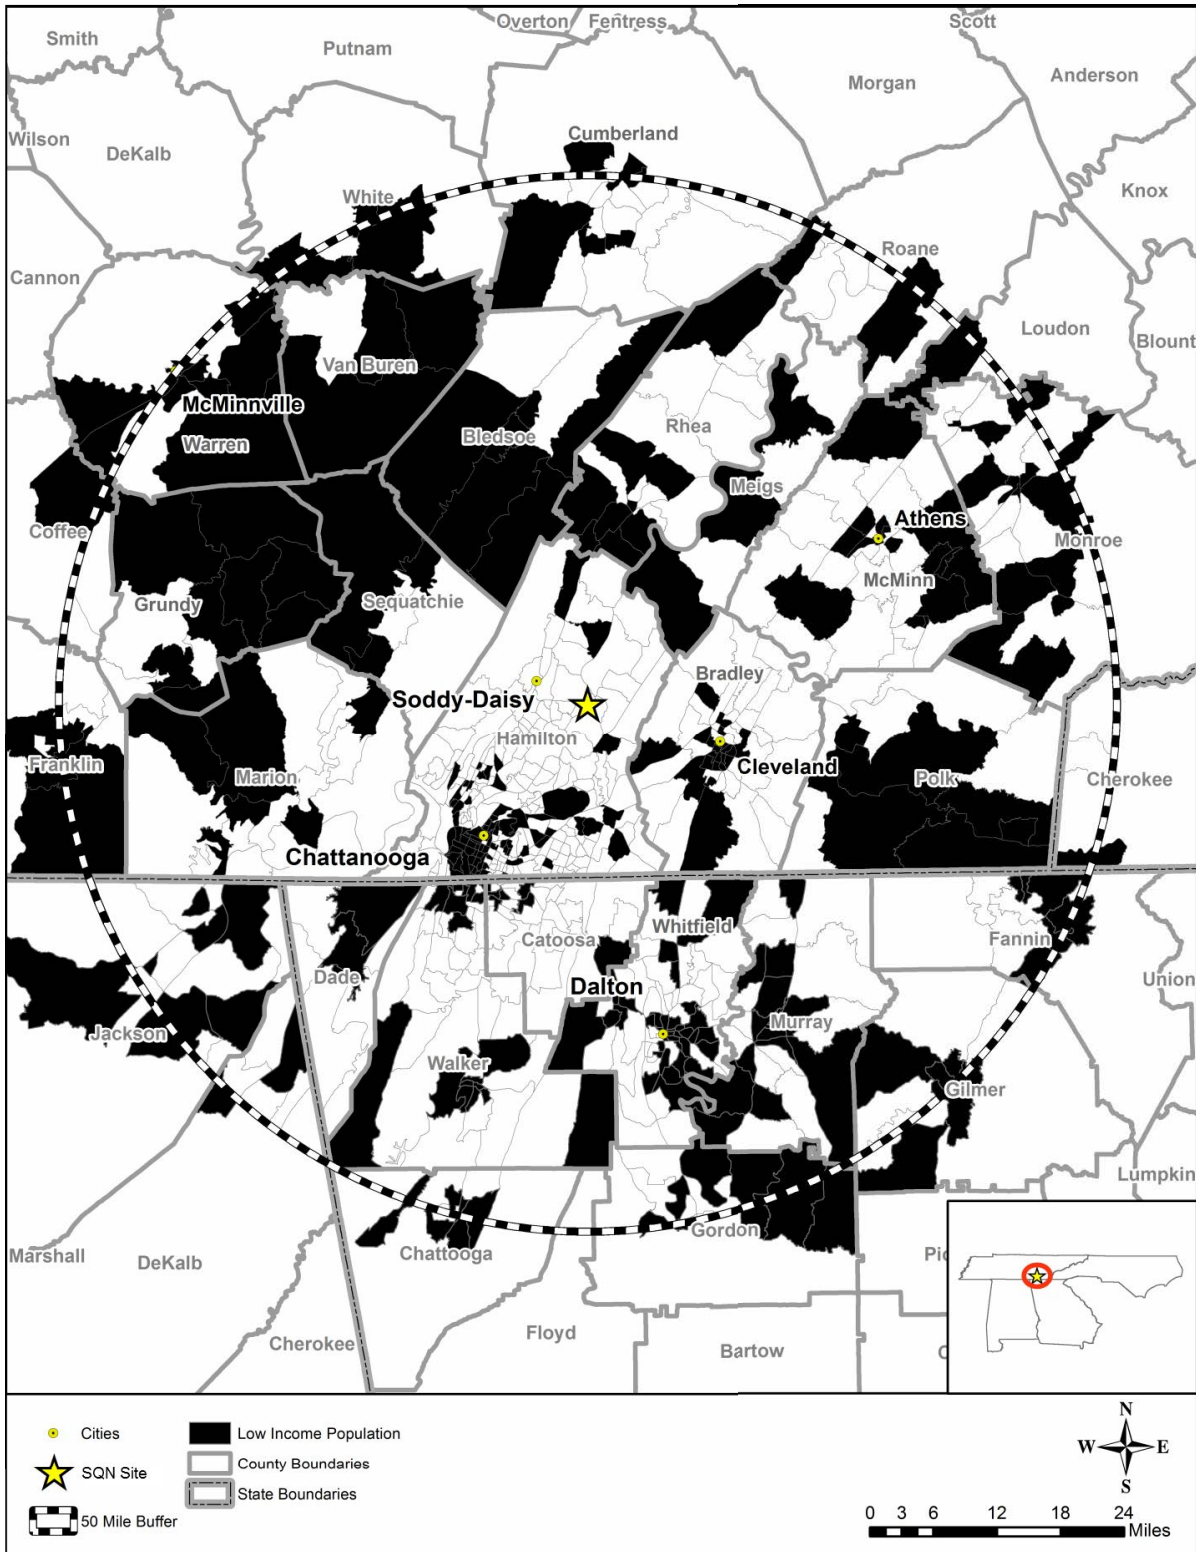 Overton Fentress Scott
Smith
Putnam
Anderson
Morgan
Cumberland
Wilson
DeKalb
Knox
White
Roane
Cannon
Loudon
Blount
Van Buren
McMinnville
Rhea
Warren
Bledsoe
Meigs
Athens
Coffee
Monroe
McMinn
Grundy
Sequatchie
Bradley
Soddy-Daisy
Hamilton
Franklin
Cleveland
Marion
Polk
Cherokee
Chattanooga
Whitfield
Catoosa
Fannin
Dade
Union
Dalton
Murray
Jackson
Walker
Gilmer
Lumpkin
Gordon
Marshall
Chattooga
DeKalb
Floyd
Cherokee
Bartow
Cities
Low Income Population
SQN Site
County Boundaries
State Boundaries
50 Mile Buffer
N
W E
S
0 3 6 12 18 24
Miles